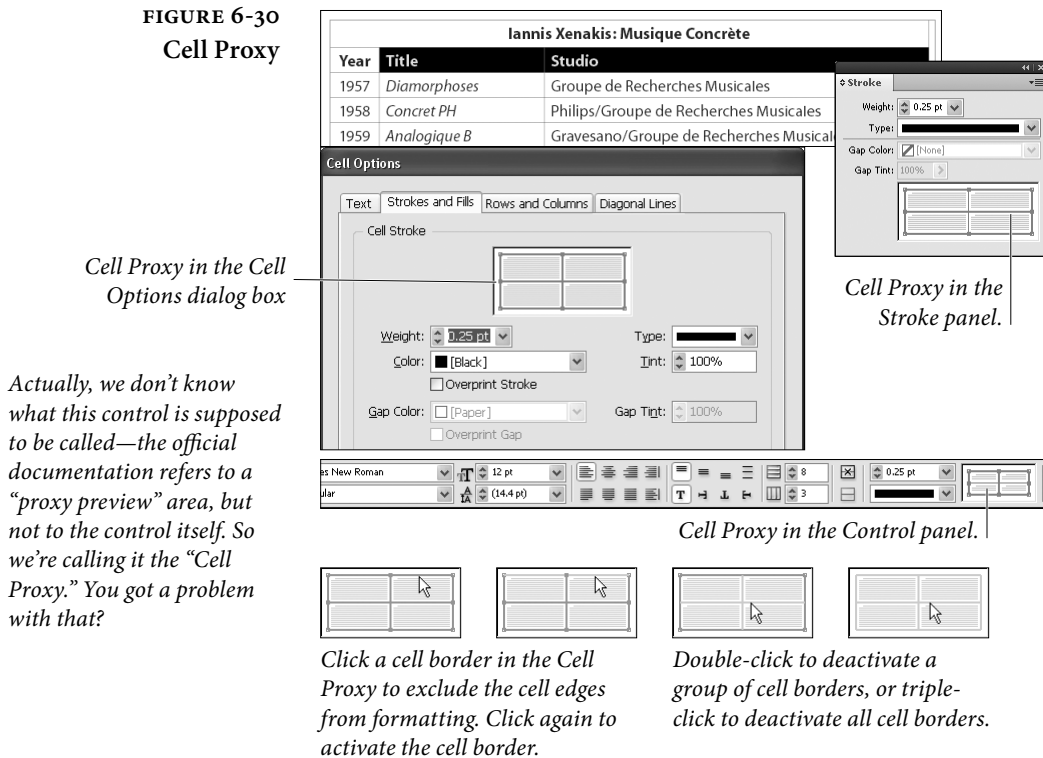 FIGURE 6-30
Cell Proxy
Iannis Xenakis: Musique Concrète
Year Title Studio
1957 Diamorphoses Groupe de Recherches Musicales
1958 Concret PH Philips/Groupe de Recherches Musicales
1959 Analogique B Gravesano/Groupe de Recherches Musical
Stroke
Weight: 0.25 pt
Type:
Gap Color: [None]
Gap Tint: 100%
Cell Proxy in the
Stroke panel.
Cell Options
Text Strokes and Fills Rows and Columns Diagonal Lines
Cell Stroke
Cell Proxy in the Cell
Options dialog box
Weight: 0.25 pt Type:
Color: [Black] Tint: 100%
Overprint Stroke
Gap Color: [Paper] Gap Tint: 100%
Overprint Gap
Actually, we don’t know
what this control is supposed
to be called—the official
documentation refers to a
“proxy preview” area, but
not to the control itself. So
we’re calling it the “Cell
Proxy.” You got a problem
with that?
es New Roman 12 pt 8 0.25 pt
ular (14.4 pt) 3
Cell Proxy in the Control panel.
Click a cell border in the Cell
Proxy to exclude the cell edges
from formatting. Click again to
activate the cell border.
Double-click to deactivate a
group of cell borders, or triple-
click to deactivate all cell borders.